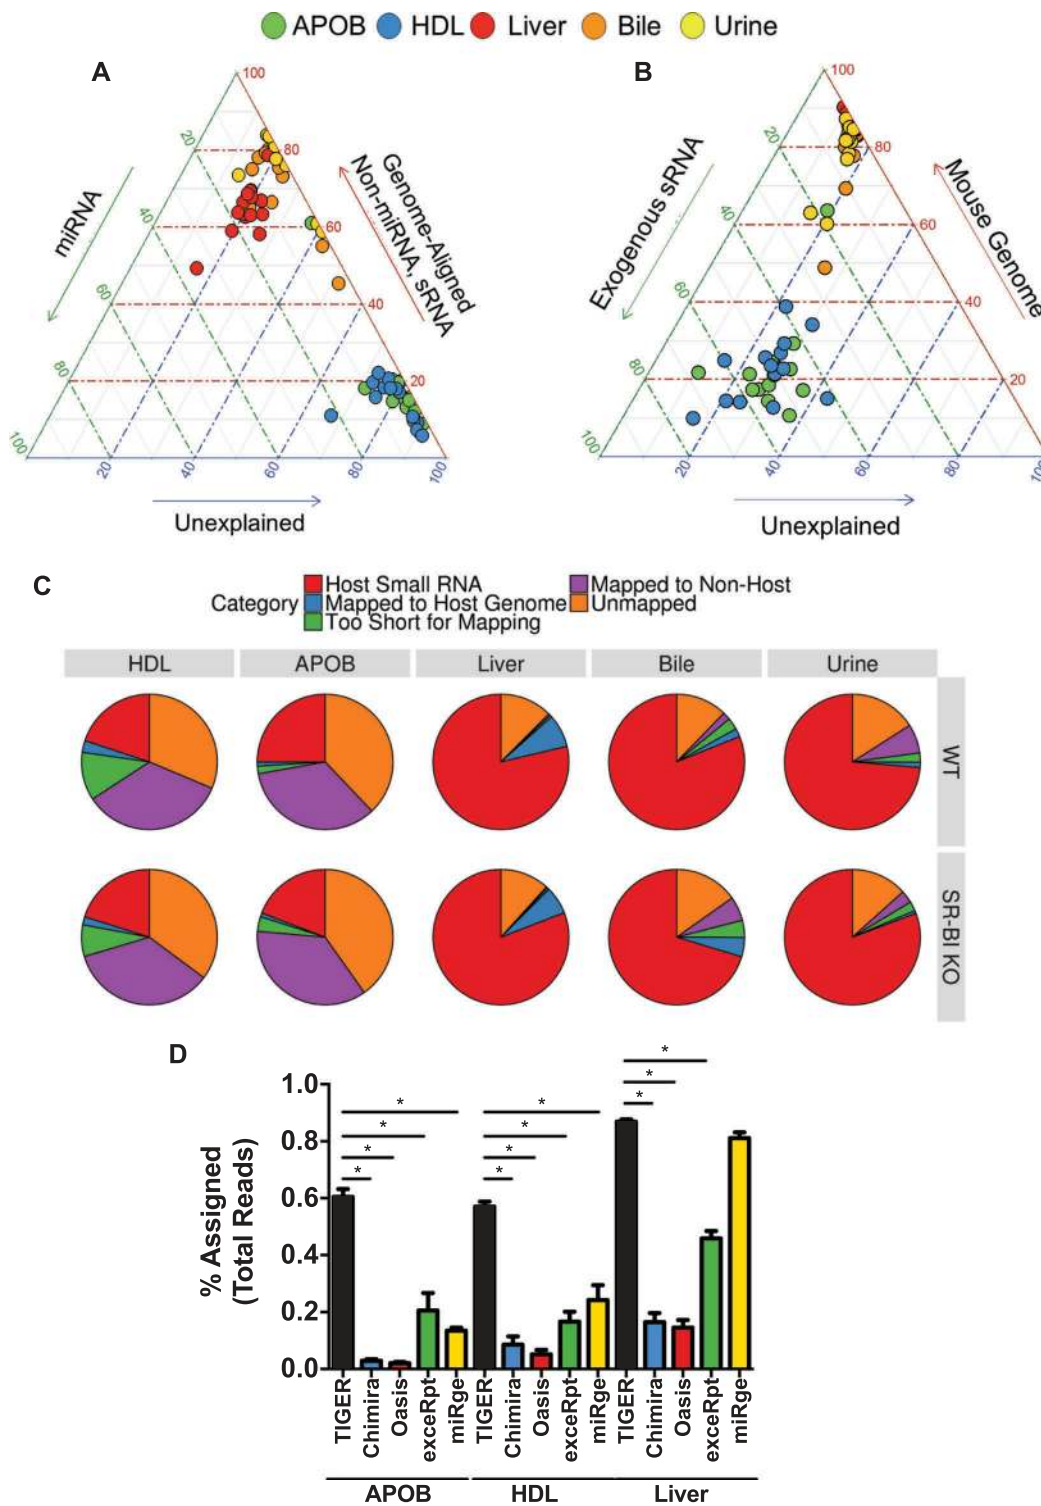 APOB HDL Liver Bile Urine
A
B
100
20
80
40
60
60
40
80
20
100
20
40
60
80
100
miRNA
Genome-Aligned
Non-miRNA, sRNA
Unexplained
100
20
80
40
60
60
40
80
20
100
20
40
60
80
100
Exogenous sRNA
Mouse Genome
Unexplained
C
Category
Host Small RNA
Mapped to Host Genome
Too Short for Mapping
Mapped to Non-Host
Unmapped
HDL APOB Liver Bile Urine
WT
SR-BI KO
D
% Assigned
(Total Reads)
1.0
0.8
0.6
0.4
0.2
0.0
* * * *
* * * *
* * *
TIGER Chimira Oasis exceRpt miRge TIGER Chimira Oasis exceRpt miRge TIGER Chimira Oasis exceRpt miRge
APOB HDL Liver